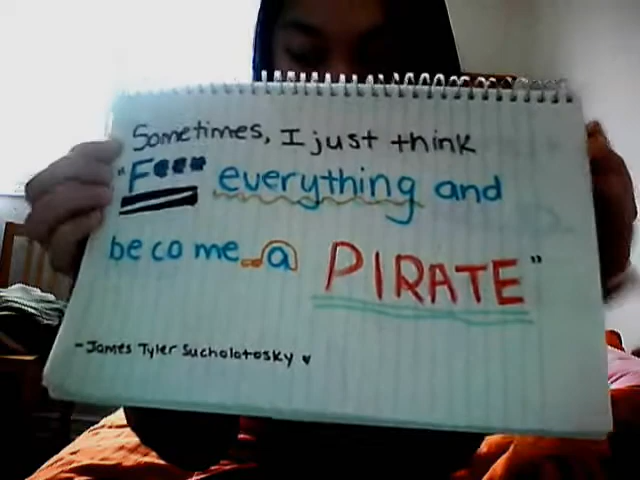 Sometimes, I just think
"F*** everything and
become a PIRATE"
-James Tyler Sucholotosky ♥